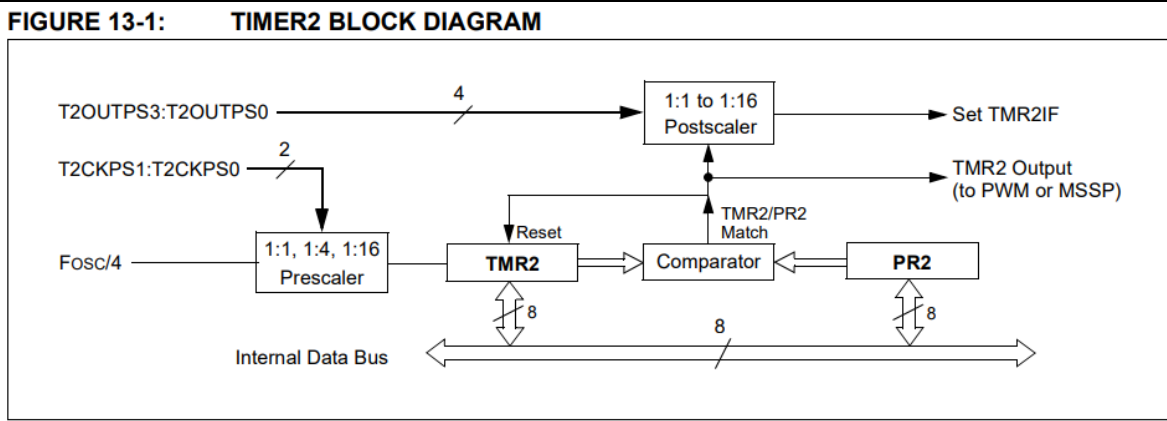 FIGURE 13-1: TIMER2 BLOCK DIAGRAM
T2OUTPS3:T2OUTPS0
4
1:1 to 1:16
Postscaler
Set TMR2IF
T2CKPS1:T2CKPS0
2
TMR2 Output
(to PWM or MSSP)
Reset
TMR2/PR2
Match
FOSC/4
1:1, 1:4, 1:16
Prescaler
TMR2
Comparator
PR2
8
8
8
Internal Data Bus